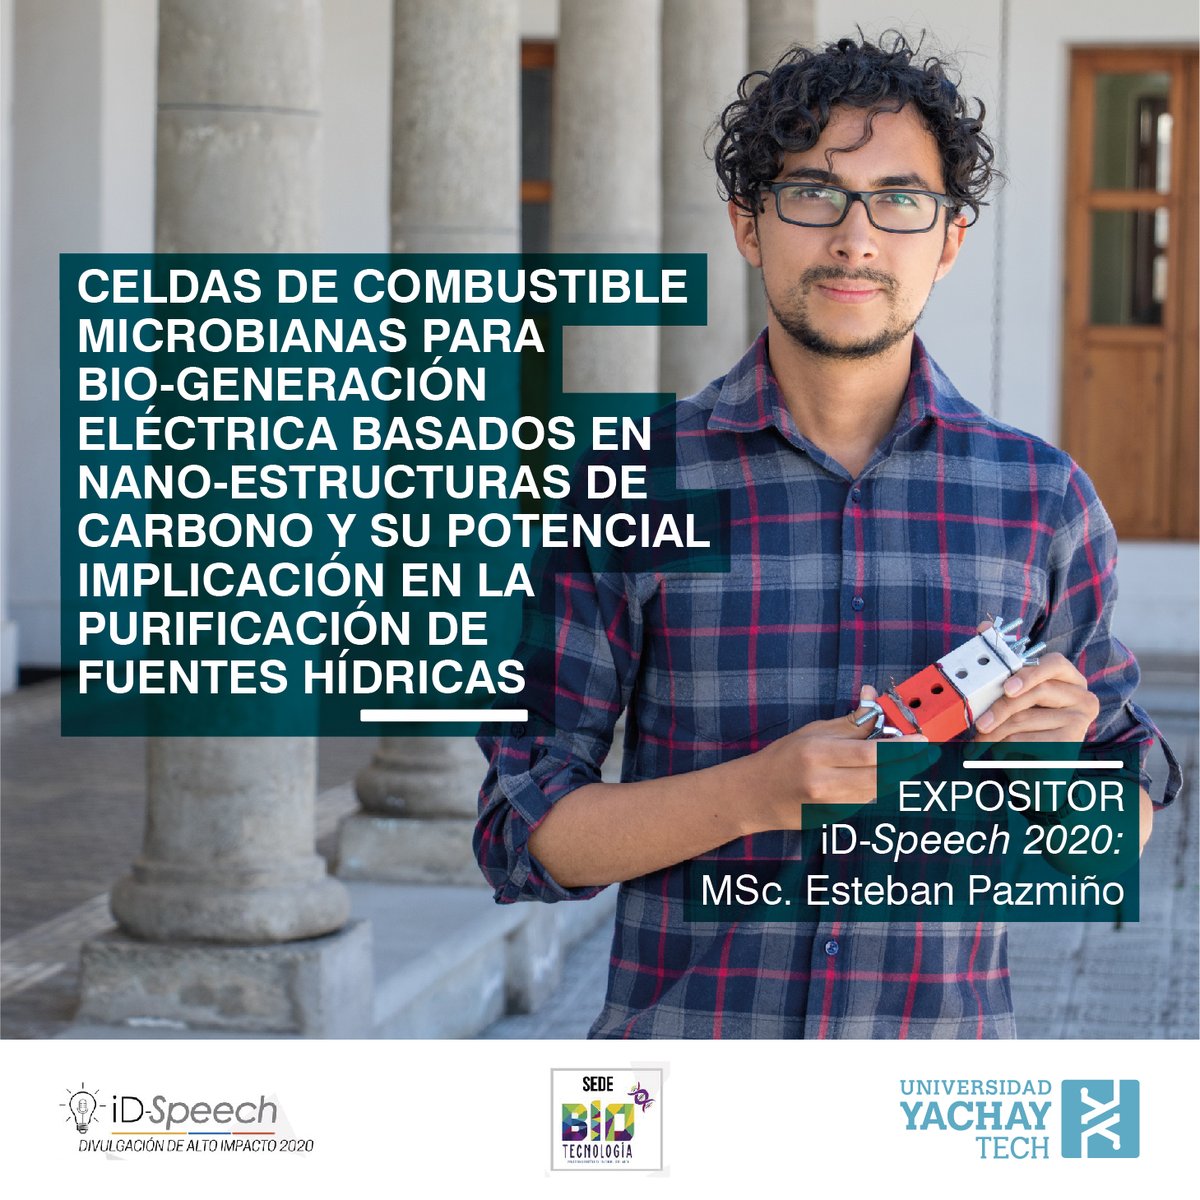 CELDAS DE COMBUSTIBLE
MICROBIANAS PARA
BIO-GENERACIÓN
ELÉCTRICA BASADOS EN
NANO-ESTRUCTURAS DE
CARBONO Y SU POTENCIAL
IMPLICACIÓN EN LA
PURIFICACIÓN DE
FUENTES HÍDRICAS
EXPOSITOR
iD-Speech 2020:
MSc. Esteban Pazmiño
iD-Speech
DIVULGACIÓN DE ALTO IMPACTO 2020
SEDE
BIO
TECNOLOGÍA
UNIVERSIDAD
YACHAY
TECH